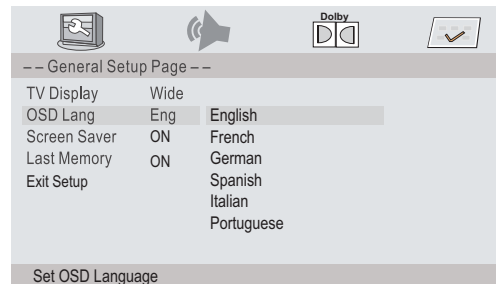 Dolby
– – General Setup Page – –
TV Display Wide
OSD Lang Eng English
Screen Saver ON French
Last Memory ON German
Exit Setup Spanish
Italian
Portuguese
Set OSD Language